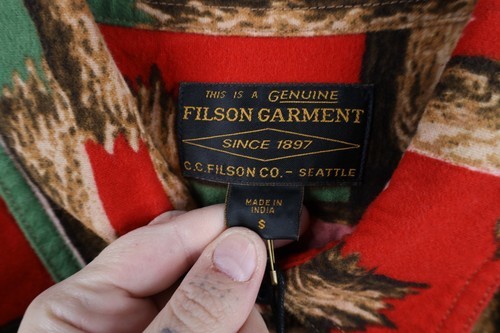 THIS IS A GENUINE
FILSON GARMENT
SINCE 1897
C.C. FILSON CO. - SEATTLE
MADE IN
INDIA
S